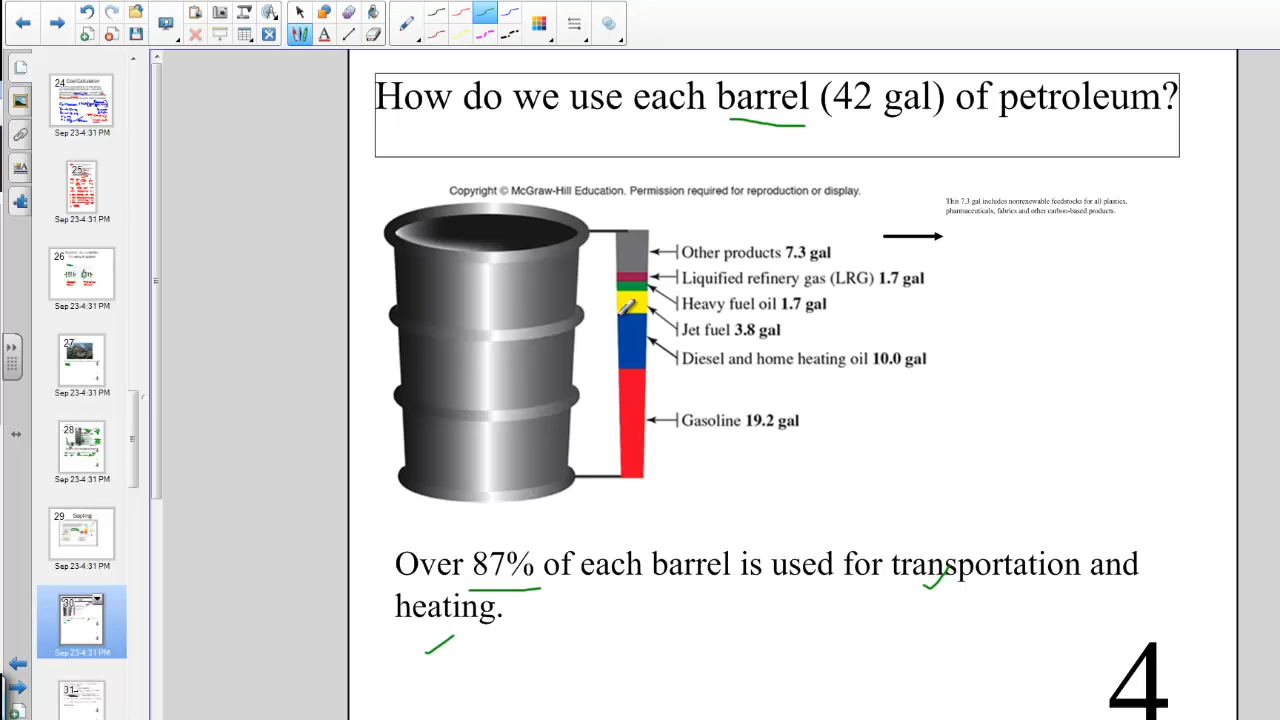 How do we use each barrel (42 gal) of petroleum?
Copyright © McGraw-Hill Education. Permission required for reproduction or display.
This 7.3 gal includes nonrenewable feedstocks for all plastics,
pharmaceuticals, fabrics and other carbon-based products.
Other products 7.3 gal
Liquified refinery gas (LRG) 1.7 gal
Heavy fuel oil 1.7 gal
Jet fuel 3.8 gal
Diesel and home heating oil 10.0 gal
Gasoline 19.2 gal
Over 87% of each barrel is used for transportation and
heating.
4
24
Sep 23-4:31 PM
25
Sep 23-4:31 PM
26
Sep 23-4:31 PM
27
Sep 23-4:31 PM
28
Sep 23-4:31 PM
29
Sep 23-4:31 PM
30
Sep 23-4:31 PM
31